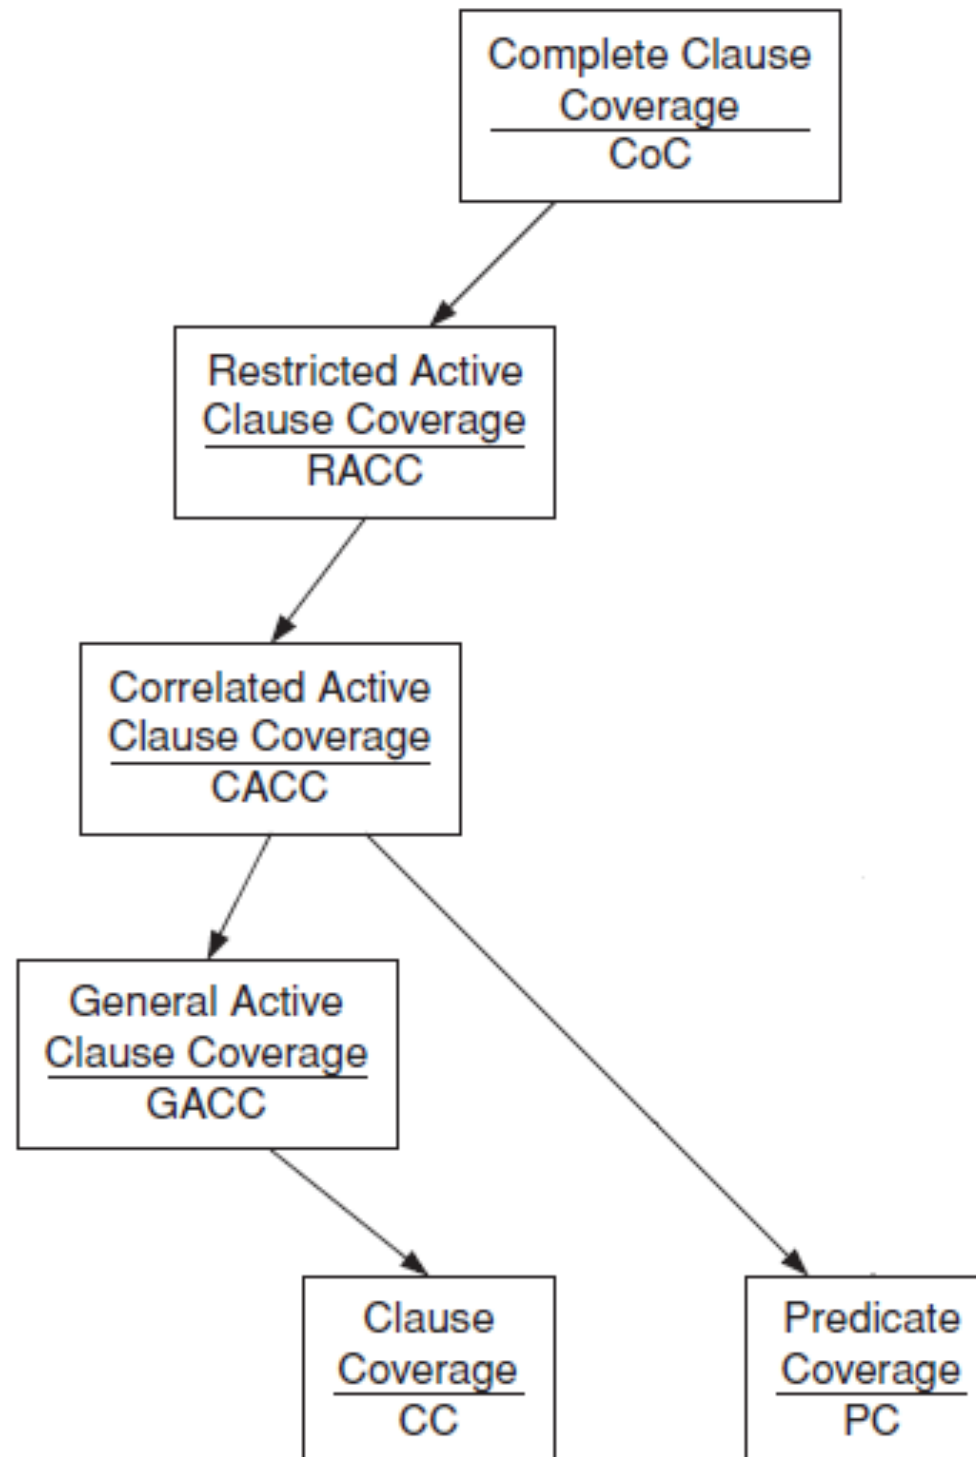 Complete Clause
Coverage
CoC
Restricted Active
Clause Coverage
RACC
Correlated Active
Clause Coverage
CACC
General Active
Clause Coverage
GACC
Clause
Coverage
CC
Predicate
Coverage
PC